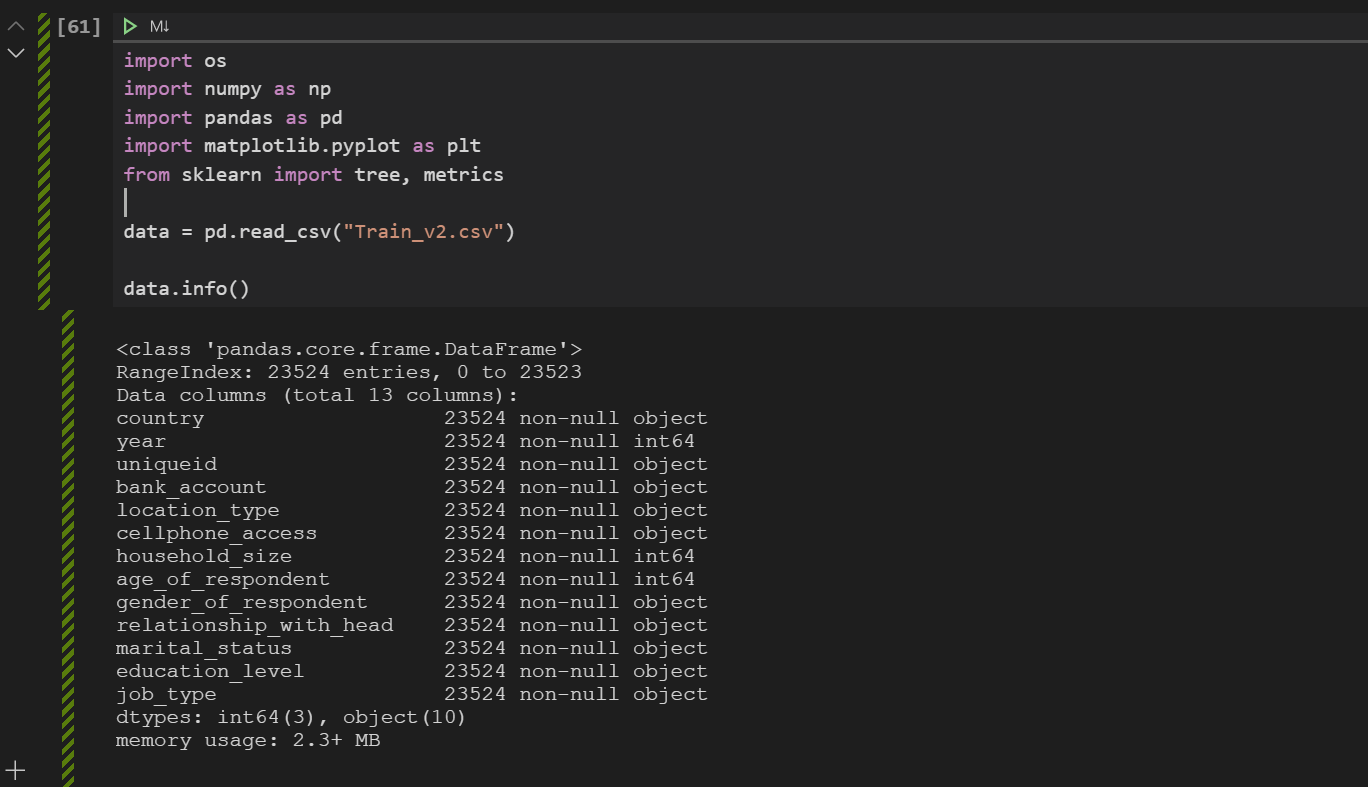 [61] M↓
import os
import numpy as np
import pandas as pd
import matplotlib.pyplot as plt
from sklearn import tree, metrics
data = pd.read_csv("Train_v2.csv")
data.info()
<class 'pandas.core.frame.DataFrame'>
RangeIndex: 23524 entries, 0 to 23523
Data columns (total 13 columns):
country 23524 non-null object
year 23524 non-null int64
uniqueid 23524 non-null object
bank_account 23524 non-null object
location_type 23524 non-null object
cellphone_access 23524 non-null object
household_size 23524 non-null int64
age_of_respondent 23524 non-null int64
gender_of_respondent 23524 non-null object
relationship_with_head 23524 non-null object
marital_status 23524 non-null object
education_level 23524 non-null object
job_type 23524 non-null object
dtypes: int64(3), object(10)
memory usage: 2.3+ MB